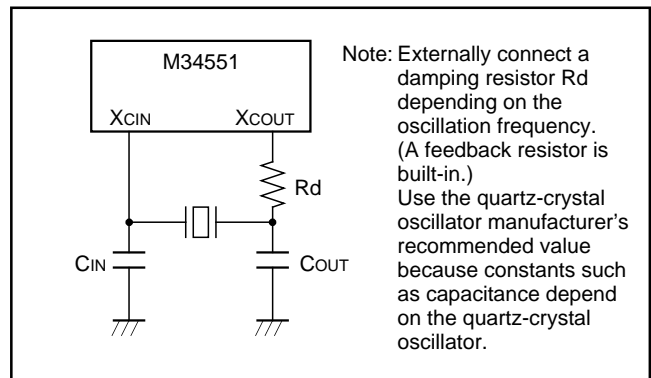 M34551
XCIN
XCOUT
Rd
CIN
COUT
Note: Externally connect a
damping resistor Rd
depending on the
oscillation frequency.
(A feedback resistor is
built-in.)
Use the quartz-crystal
oscillator manufacturer's
recommended value
because constants such
as capacitance depend
on the quartz-crystal
oscillator.